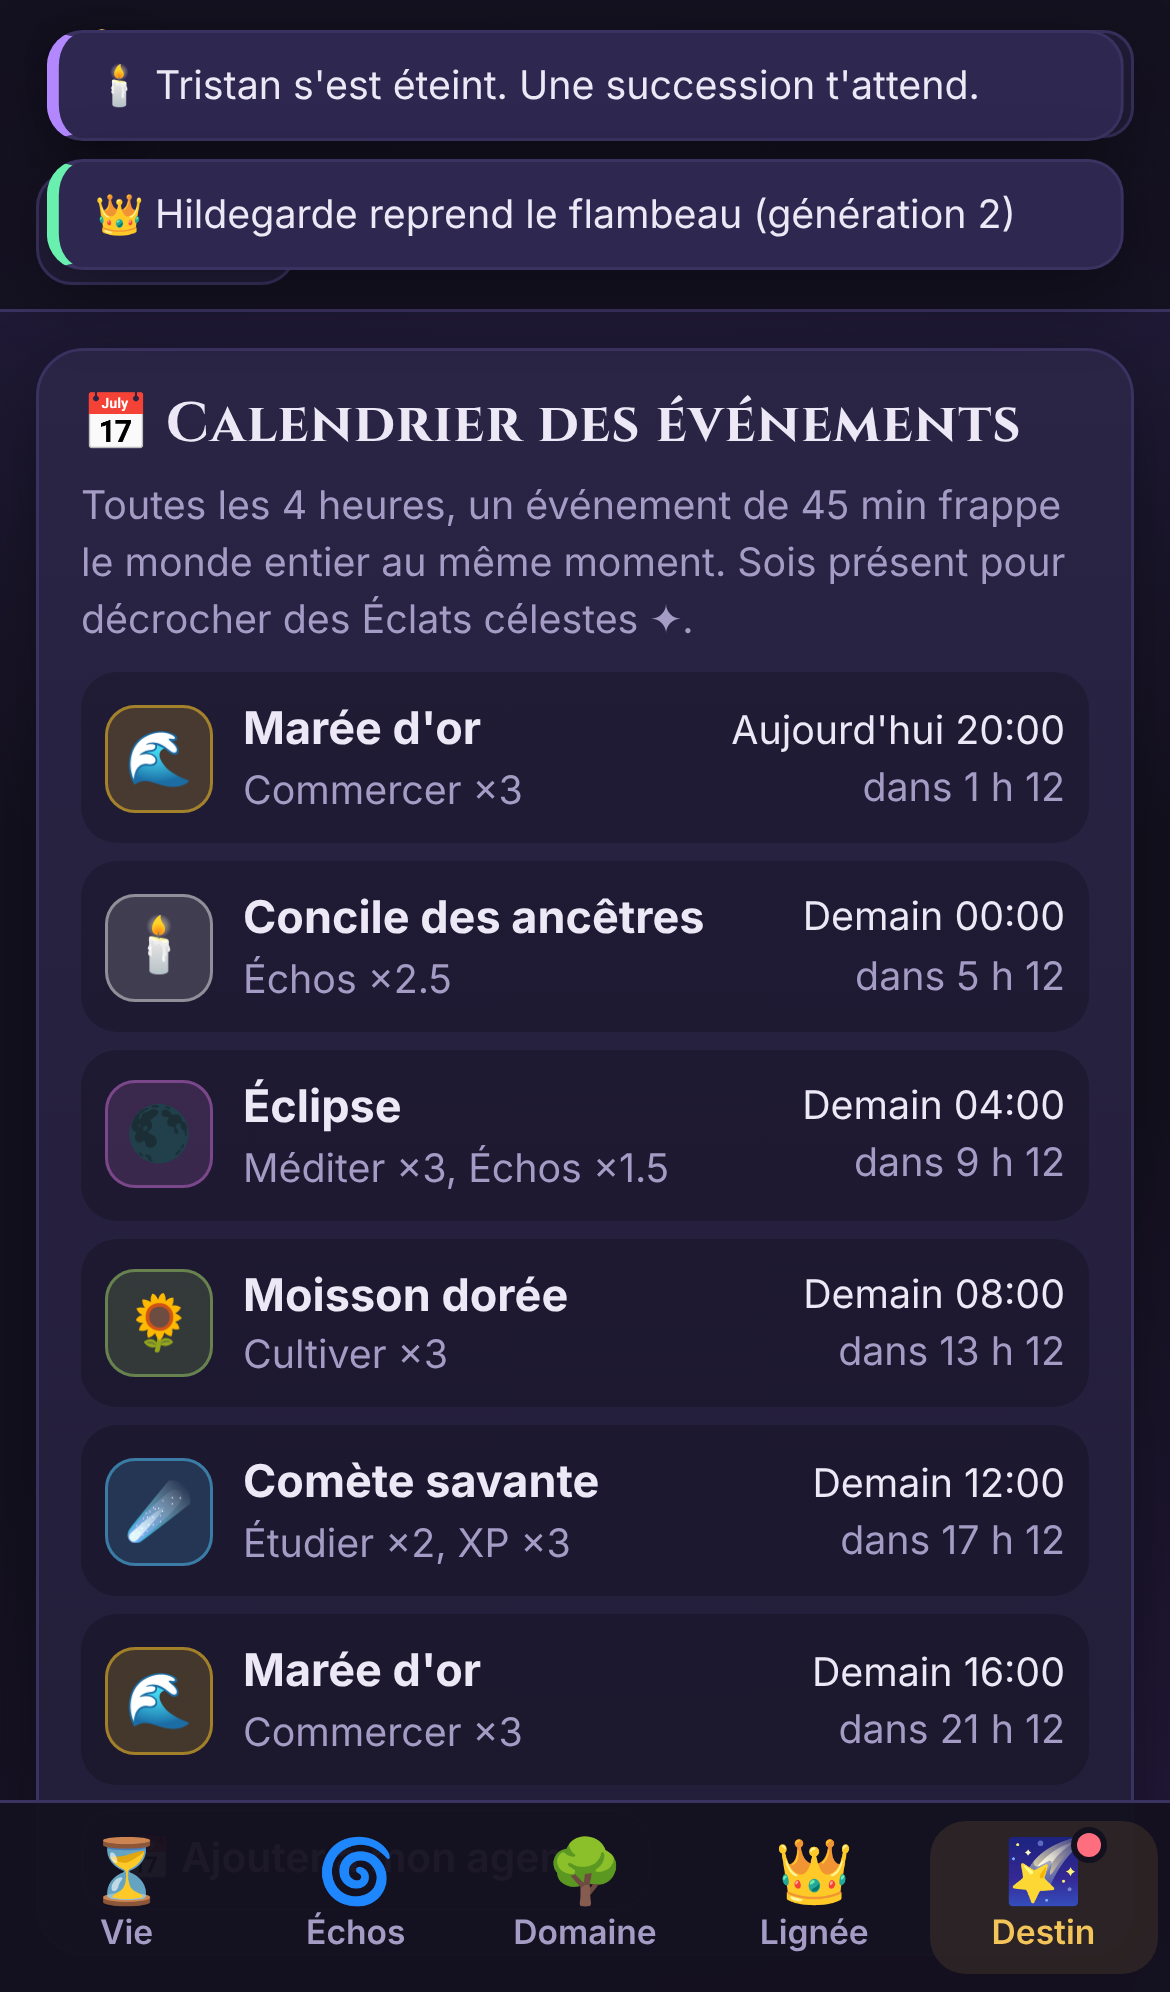 Tristan s'est éteint. Une succession t'attend.
Hildegarde reprend le flambeau (génération 2)
July
17
Calendrier des événements
Toutes les 4 heures, un événement de 45 min frappe
le monde entier au même moment. Sois présent pour
décrocher des Éclats célestes ✦.
Marée d'or
Aujourd'hui 20:00
Commercer ×3
dans 1 h 12
Concile des ancêtres
Demain 00:00
Échos ×2.5
dans 5 h 12
Éclipse
Demain 04:00
Méditer ×3, Échos ×1.5
dans 9 h 12
Moisson dorée
Demain 08:00
Cultiver ×3
dans 13 h 12
Comète savante
Demain 12:00
Étudier ×2, XP ×3
dans 17 h 12
Marée d'or
Demain 16:00
Commercer ×3
dans 21 h 12
Vie
Échos
Domaine
Lignée
Destin